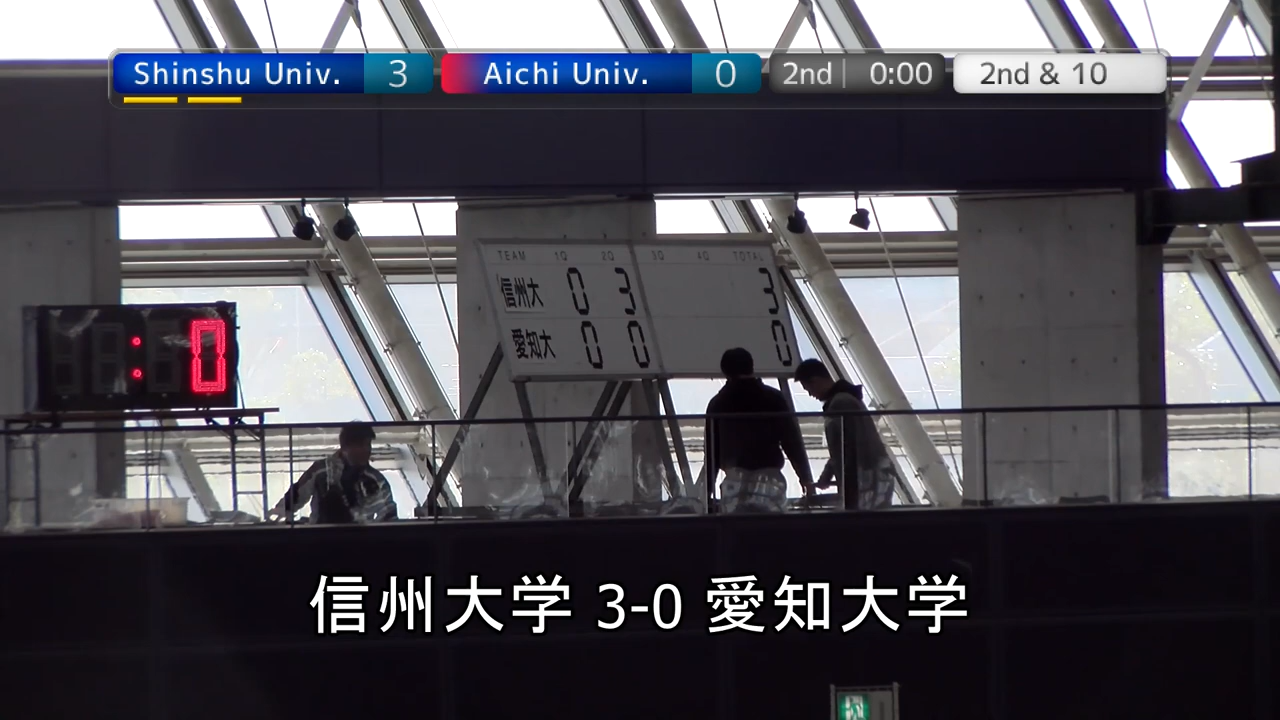 Shinshu Univ. 3 Aichi Univ. 0 2nd 0:00 2nd & 10
TEAM 1Q 2Q 3Q 4Q TOTAL
信州大 0 3 3
愛知大 0 0 0
:0
信州大学 3-0 愛知大学